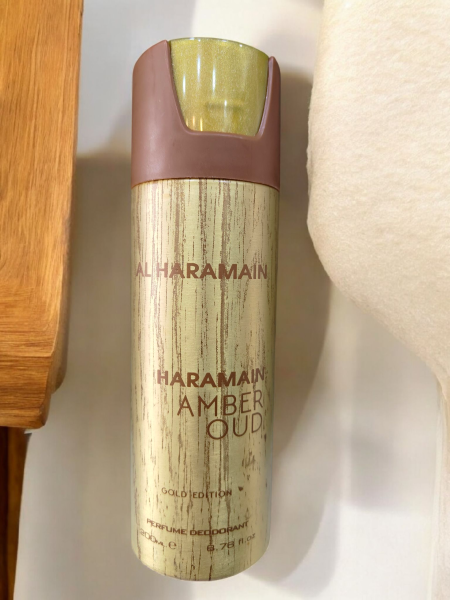 AL HARAMAIN
HARAMAIN
AMBER
OUD
GOLD EDITION
PERFUME DEODORANT
200ML e 6.76 fl.oz